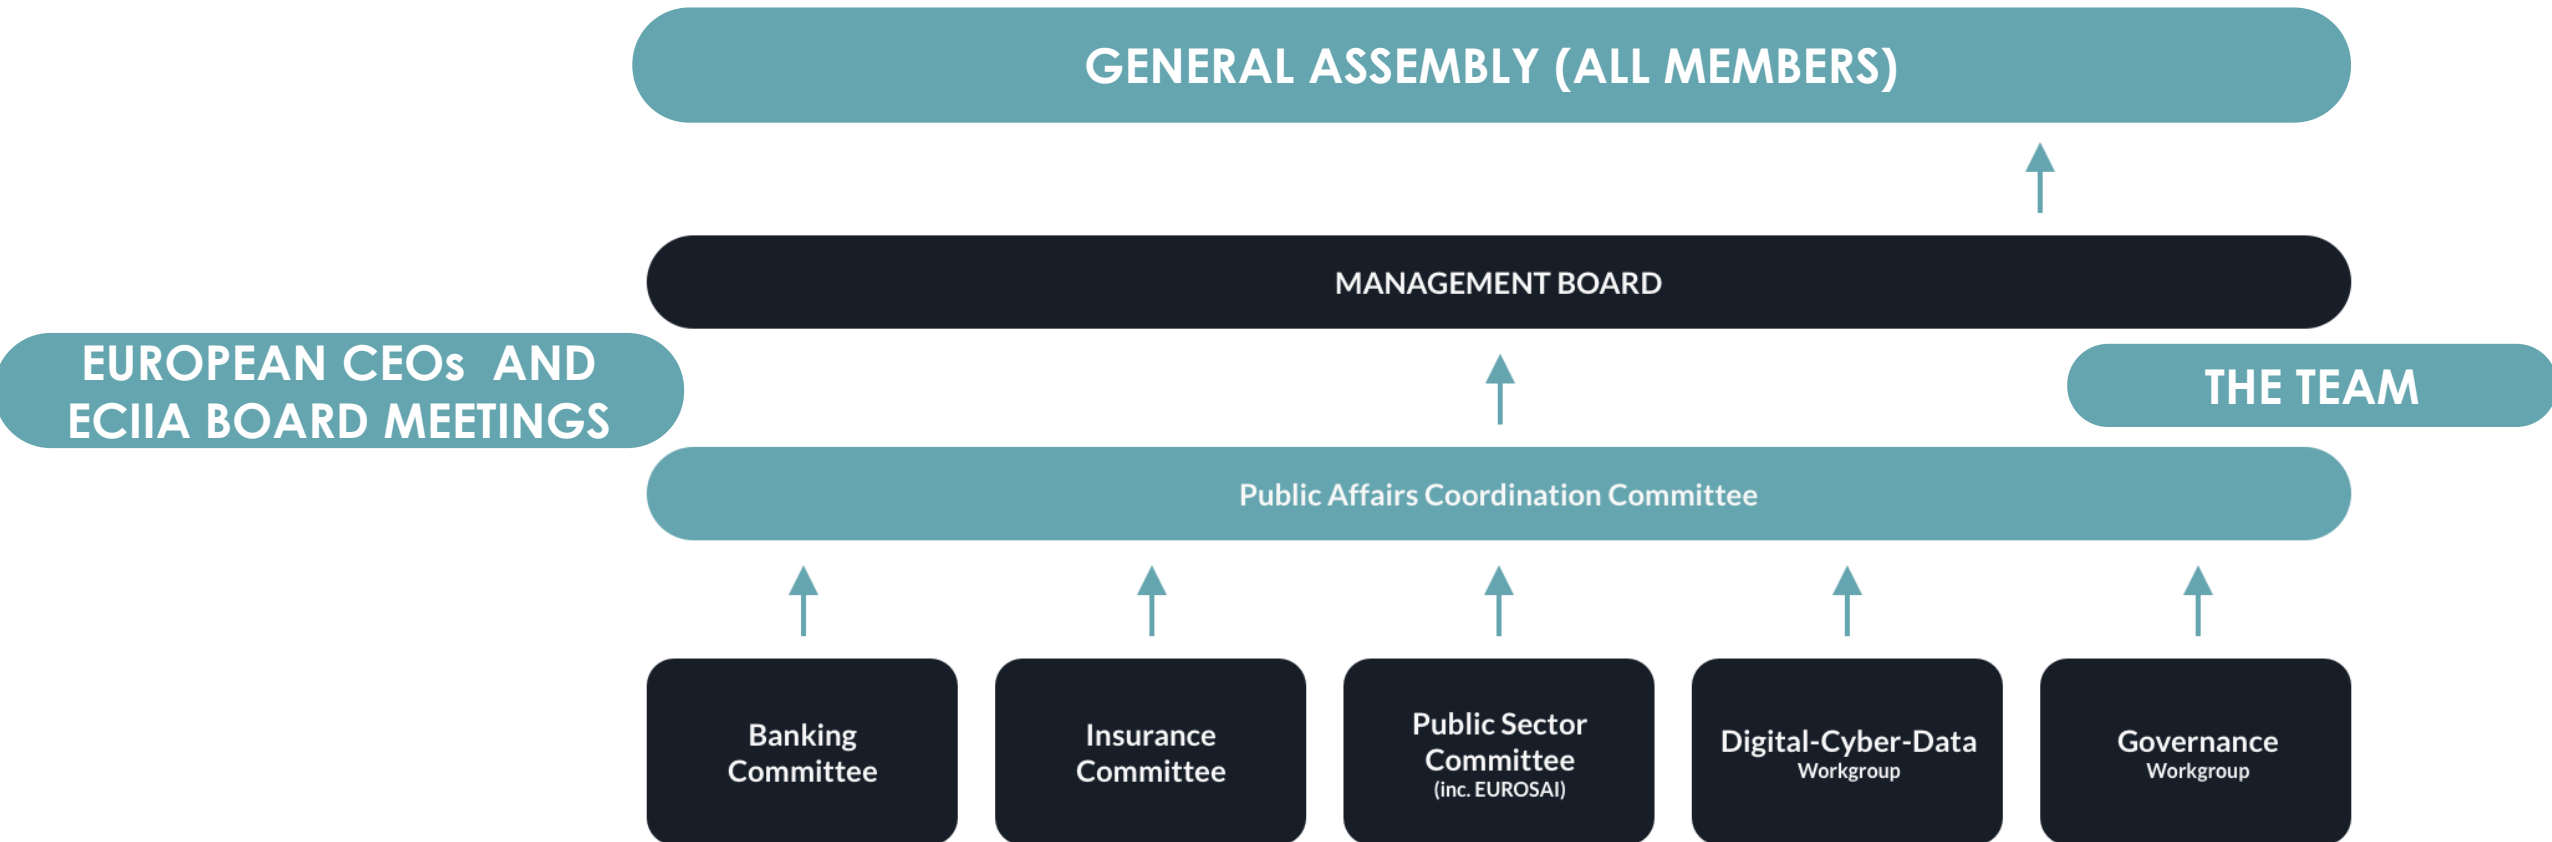 GENERAL ASSEMBLY (ALL MEMBERS)
MANAGEMENT BOARD
EUROPEAN CEOs AND
ECIIA BOARD MEETINGS
THE TEAM
Public Affairs Coordination Committee
Banking
Committee
Insurance
Committee
Public Sector
Committee
(inc. EUROSAI)
Digital-Cyber-Data
Workgroup
Governance
Workgroup